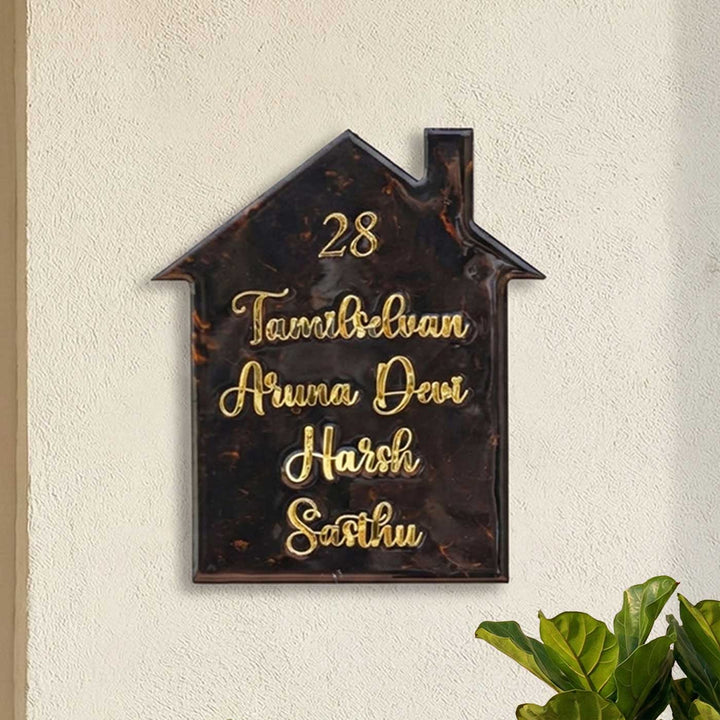 28
Tamilselvan
Aruna Devi
Harsh
Sasthu